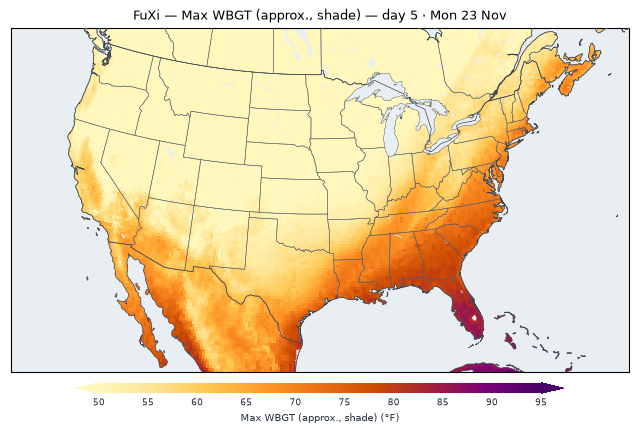 FuXi — Max WBGT (approx., shade) — day 5 · Mon 23 Nov
50 55 60 65 70 75 80 85 90 95
Max WBGT (approx., shade) (°F)